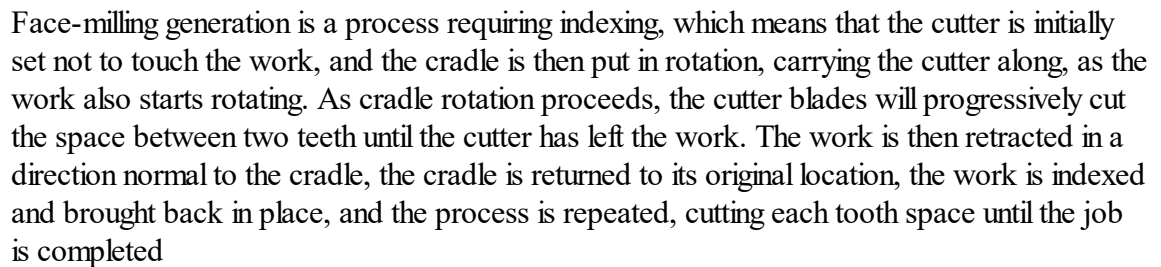 Face-milling generation is a process requiring indexing, which means that the cutter is initially
set not to touch the work, and the cradle is then put in rotation, carrying the cutter along, as the
work also starts rotating. As cradle rotation proceeds, the cutter blades will progressively cut
the space between two teeth until the cutter has left the work. The work is then retracted in a
direction normal to the cradle, the cradle is returned to its original location, the work is indexed
and brought back in place, and the process is repeated, cutting each tooth space until the job
is completed